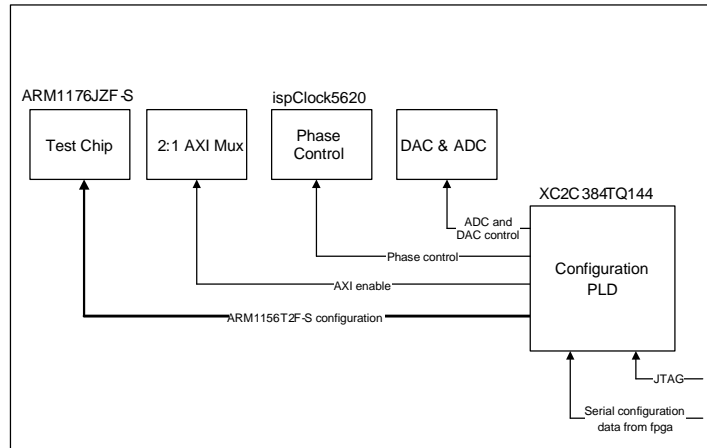 ARM1176JZF-S
ispClock5620
Test Chip
2:1 AXI Mux
Phase
Control
DAC & ADC
XC2C384TQ144
ADC and
DAC control
Phase control
Configuration
PLD
AXI enable
ARM1156T2F-S configuration
JTAG
Serial configuration
data from fpga